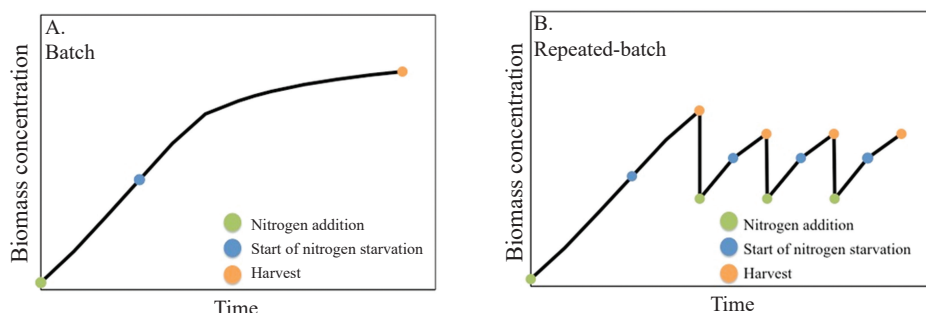 A.
Batch
Biomass concentration
Nitrogen addition
Start of nitrogen starvation
Harvest
Time
B.
Repeated-batch
Biomass concentration
Nitrogen addition
Start of nitrogen starvation
Harvest
Time